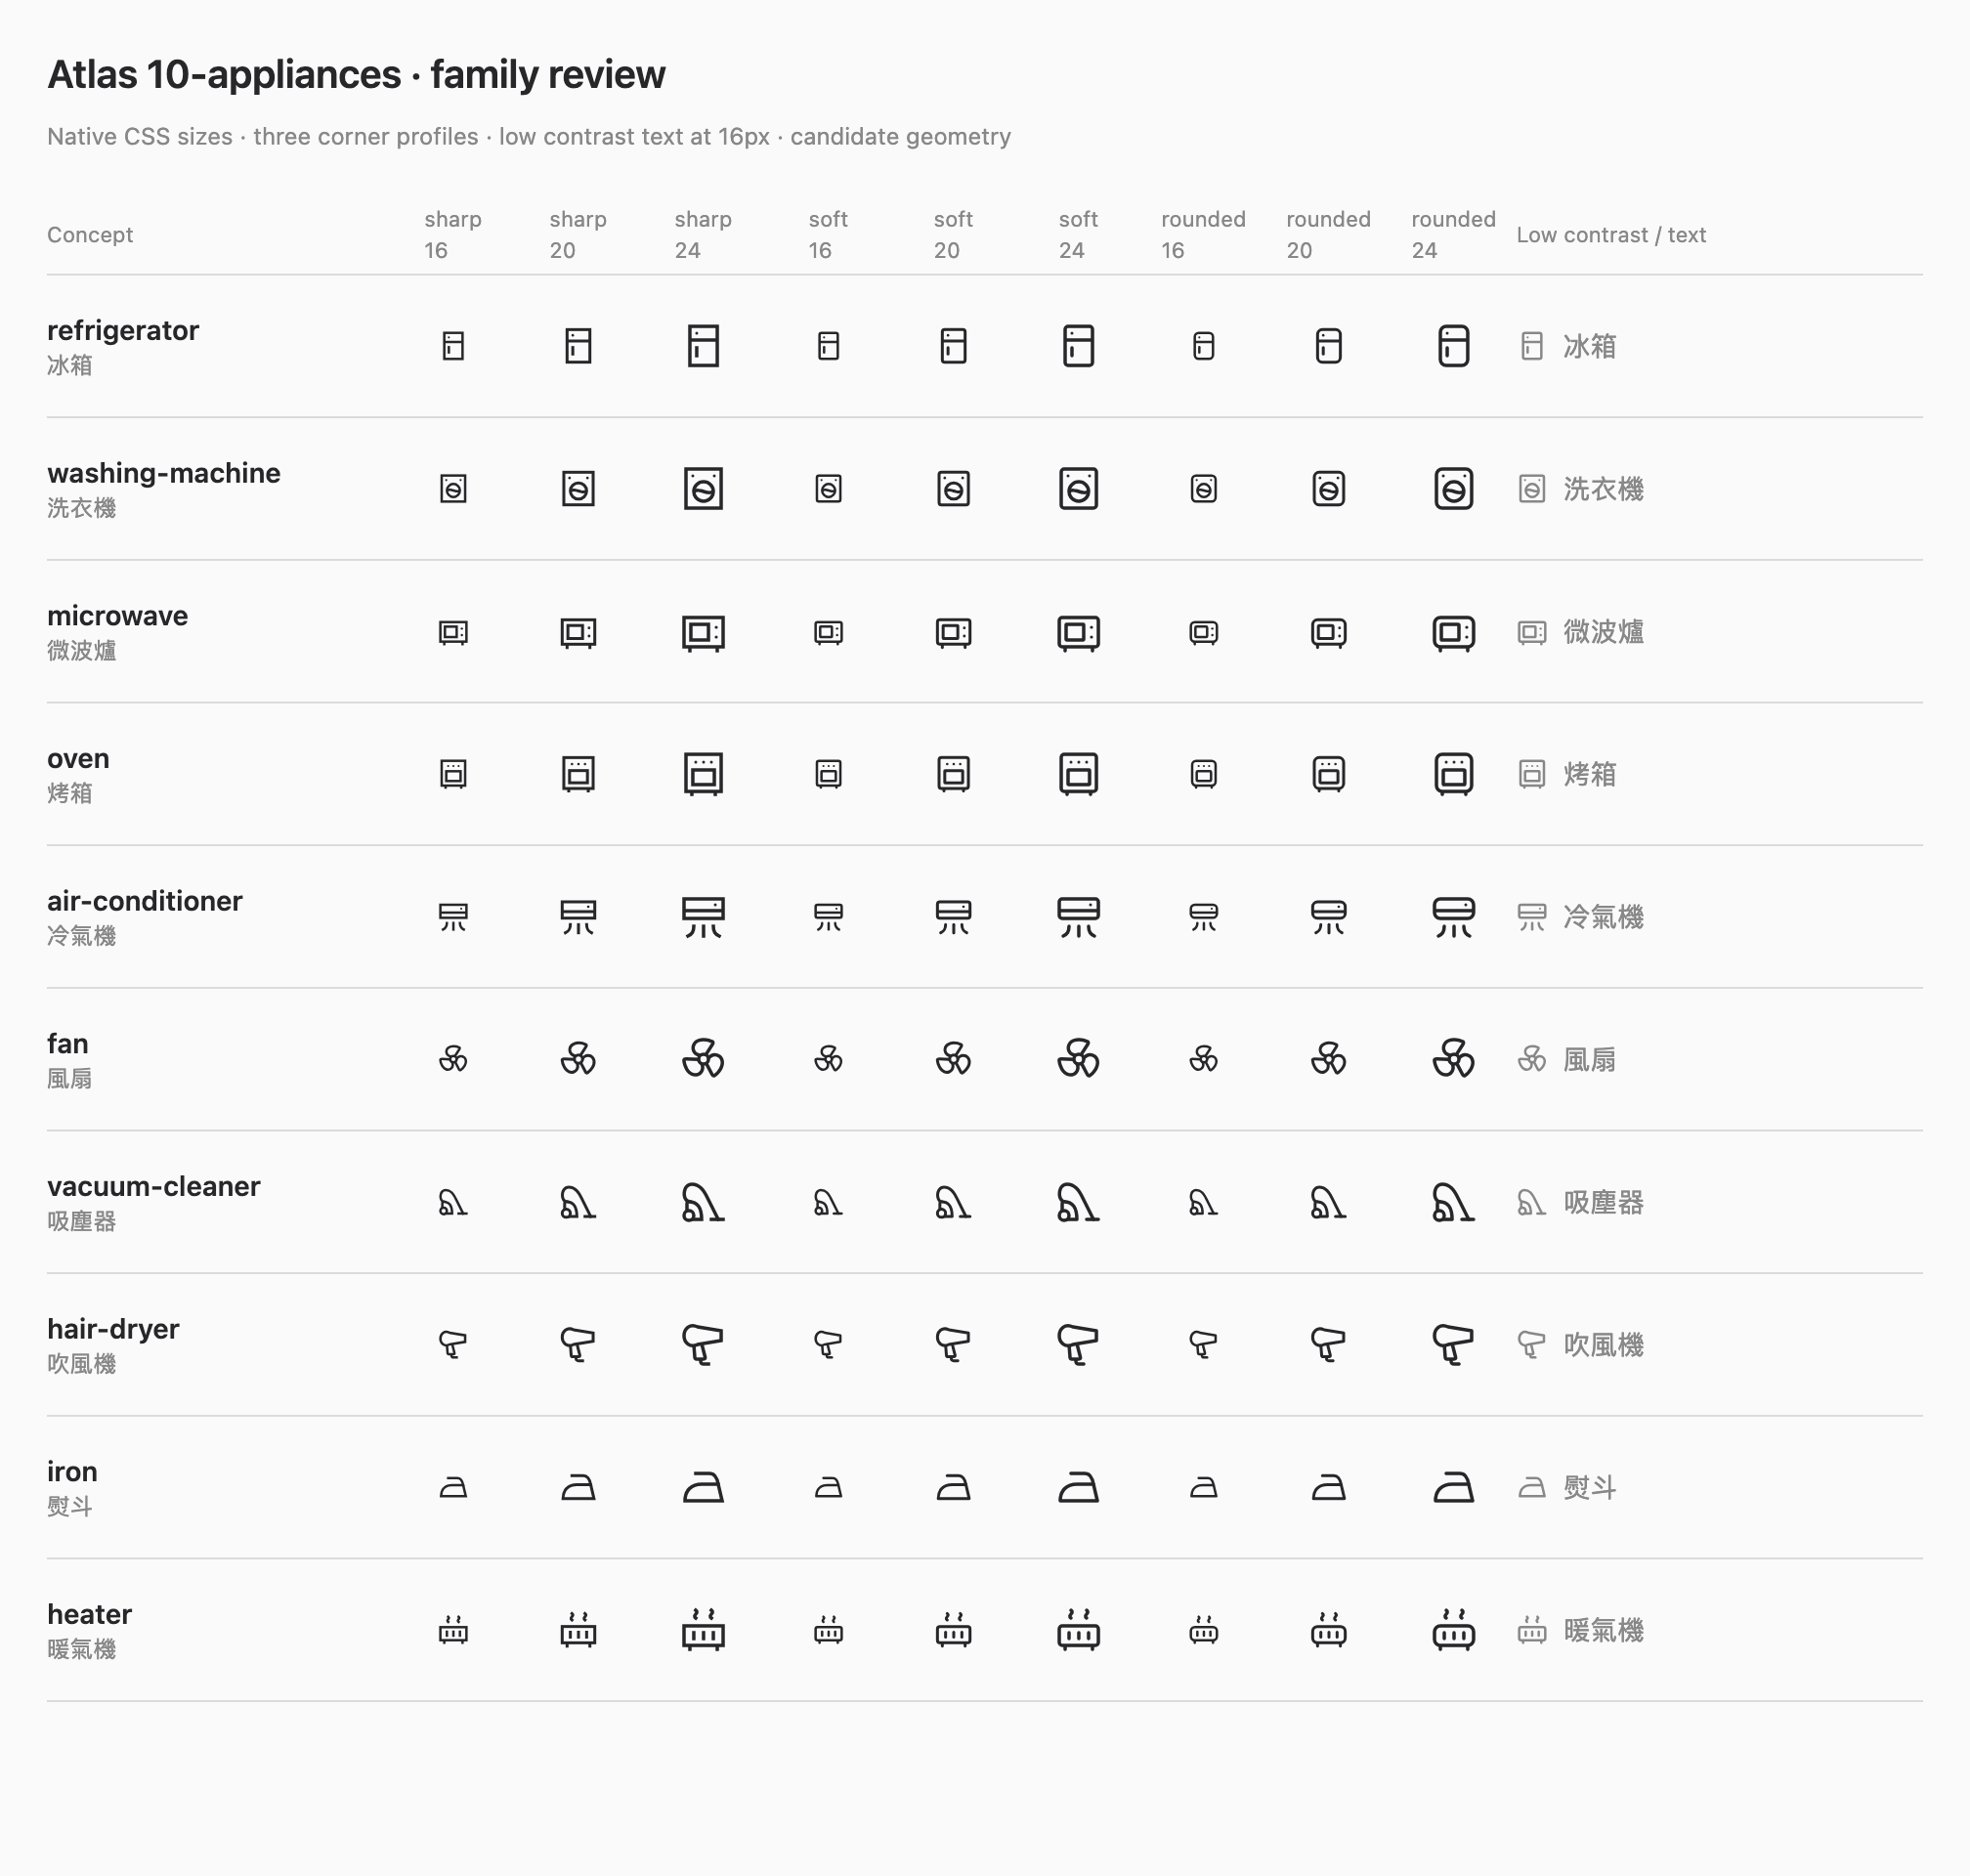 Atlas 10-appliances · family review
Native CSS sizes · three corner profiles · low contrast text at 16px · candidate geometry
Concept sharp 16 sharp 20 sharp 24 soft 16 soft 20 soft 24 rounded 16 rounded 20 rounded 24 Low contrast / text
refrigerator
冰箱
冰箱
washing-machine
洗衣機
洗衣機
microwave
微波爐
微波爐
oven
烤箱
烤箱
air-conditioner
冷氣機
冷氣機
fan
風扇
風扇
vacuum-cleaner
吸塵器
吸塵器
hair-dryer
吹風機
吹風機
iron
熨斗
熨斗
heater
暖氣機
暖氣機